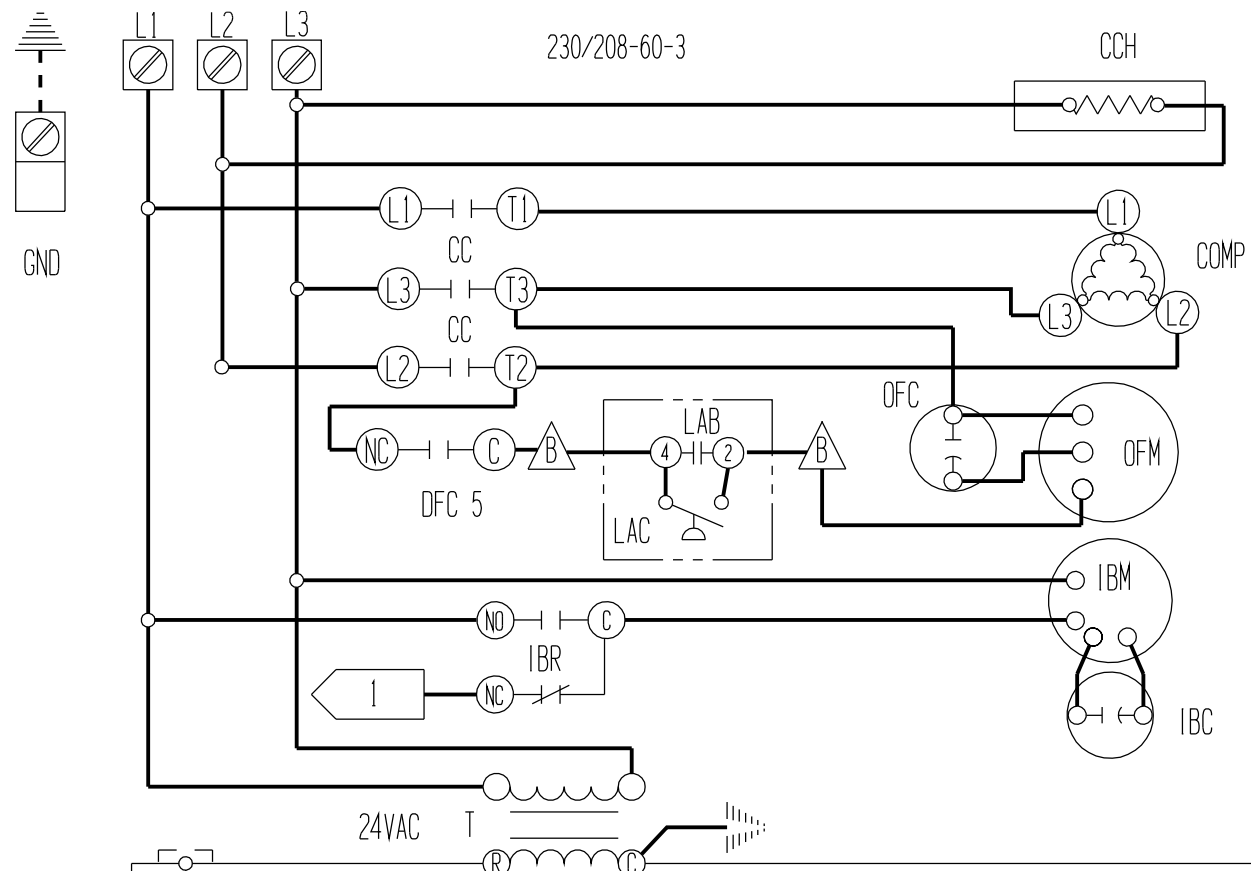 L1 L2 L3
230/208-60-3
CCH
GND
L1 T1
L1
CC
COMP
L3 T3
L3 L2
CC
L2 T2
OFC
LAB
NC C B 4 2 B
OFM
DFC 5
LAC
IBM
NO C
IBR
1 NC
IBC
24VAC T
R C